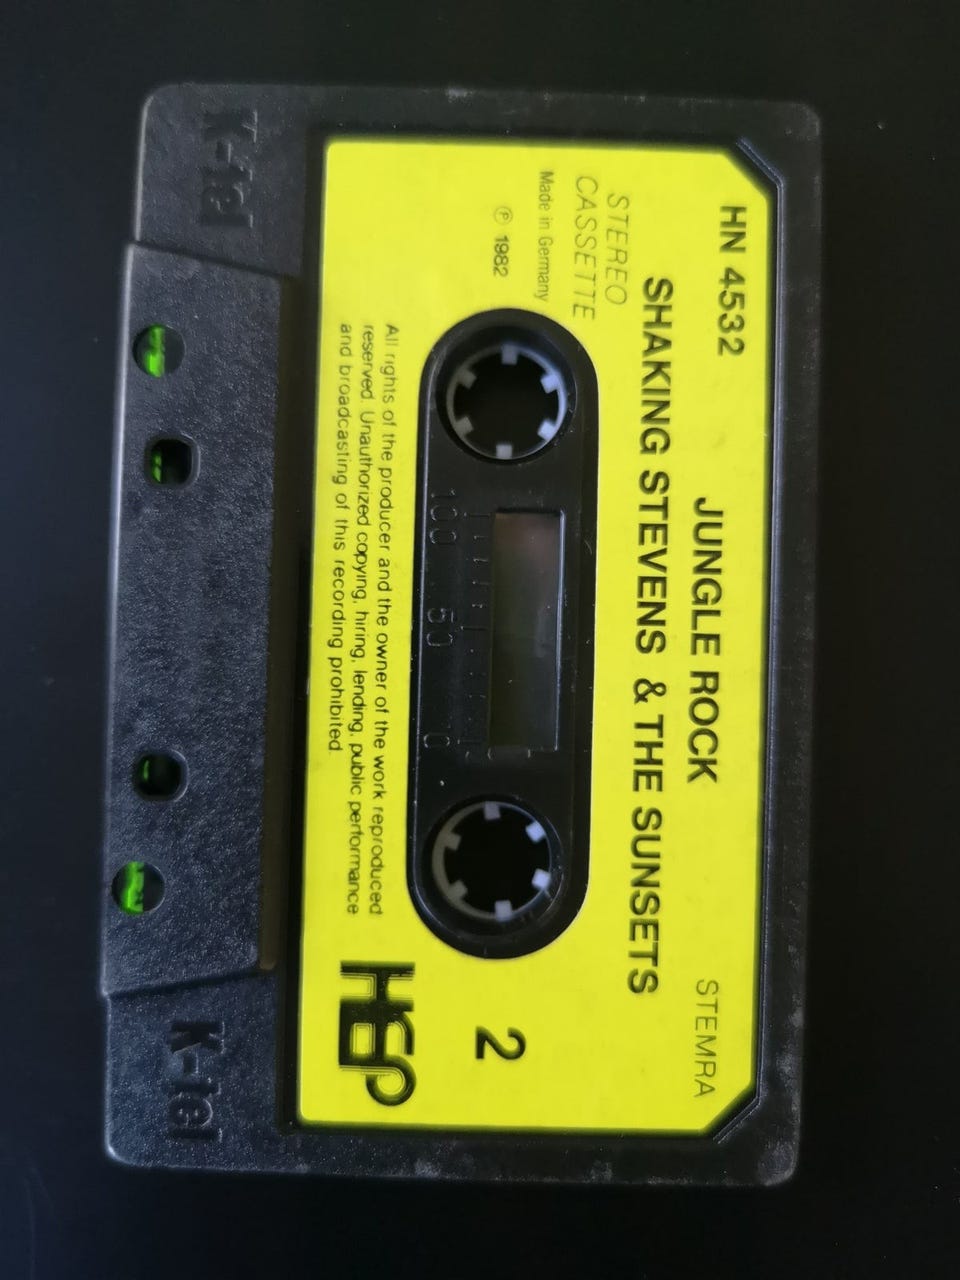 HN 4532
JUNGLE ROCK
STEMRA
SHAKING STEVENS & THE SUNSETS
STEREO
CASSETTE
Made in Germany
℗ 1982
2
100 50 0
All rights of the producer and the owner of the work reproduced
reserved. Unauthorized copying, hiring, lending, public performance
and broadcasting of this recording prohibited.
K-tel
K-tel